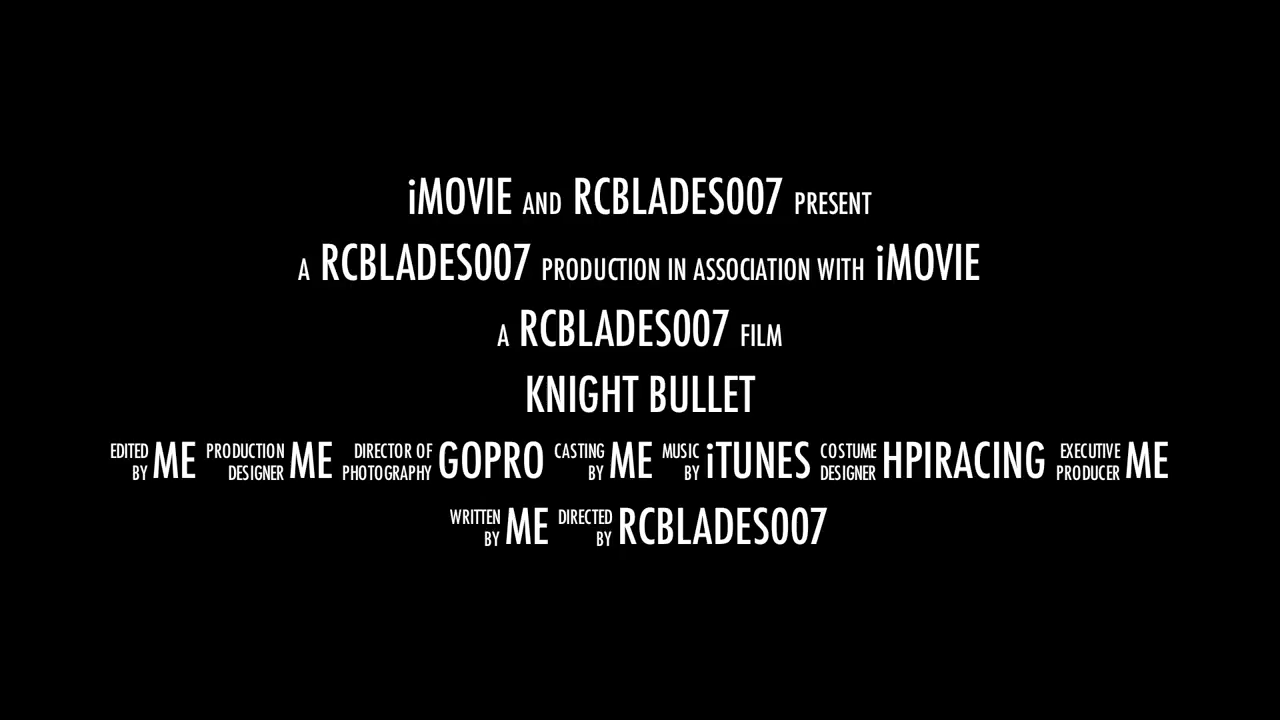 iMOVIE AND RCBLADES007 PRESENT
A RCBLADES007 PRODUCTION IN ASSOCIATION WITH iMOVIE
A RCBLADES007 FILM
KNIGHT BULLET
EDITED BY ME PRODUCTION DESIGNER ME DIRECTOR OF PHOTOGRAPHY GOPRO CASTING BY ME MUSIC BY iTUNES COSTUME DESIGNER HPIRACING EXECUTIVE PRODUCER ME
WRITTEN BY ME DIRECTED BY RCBLADES007